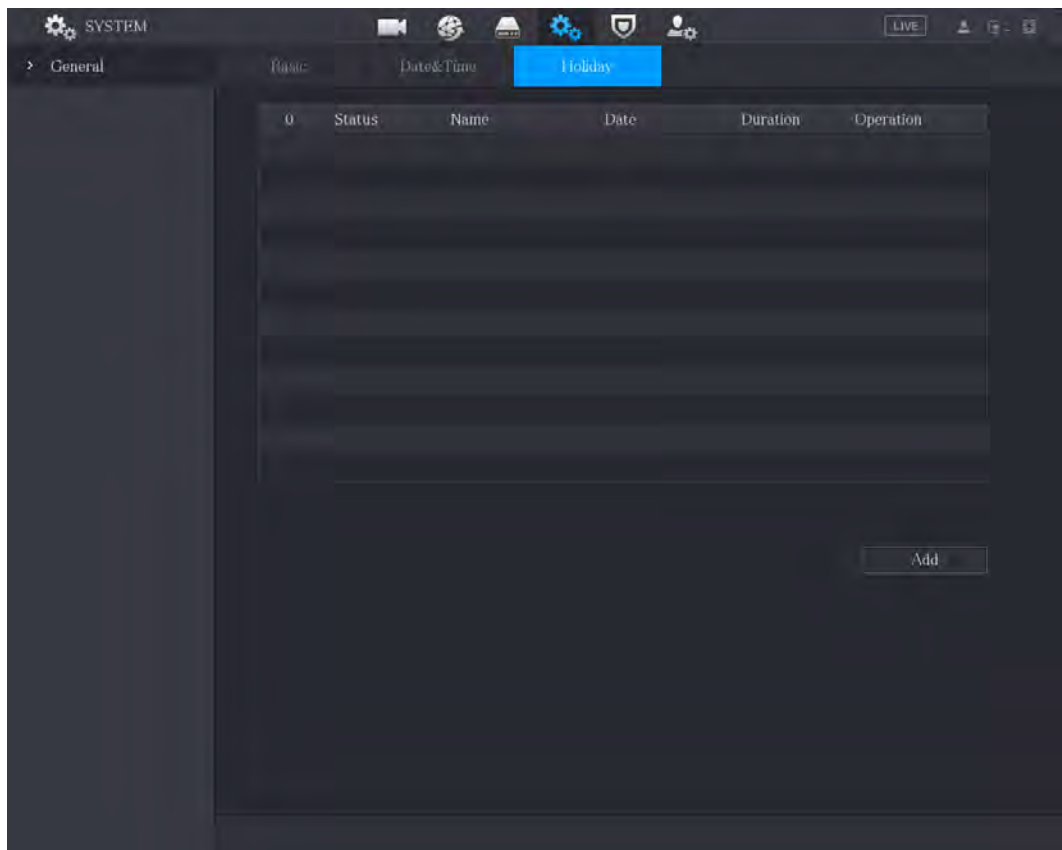 SYSTEM
LIVE
General
Basic
Date&Time
Holiday
0
Status
Name
Date
Duration
Operation
Add